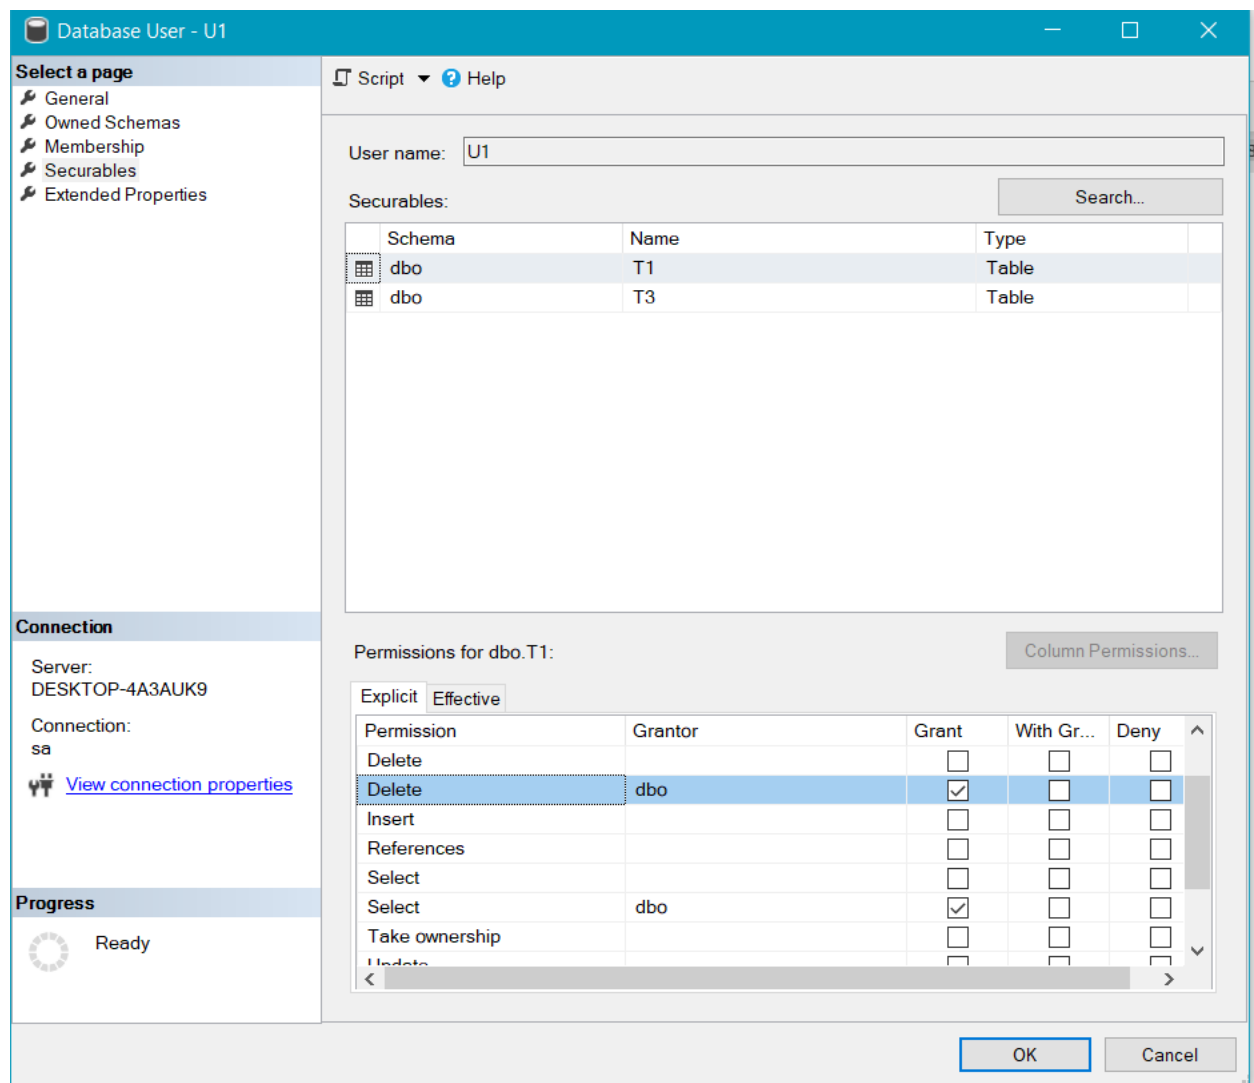 Database User - U1
Select a page
General
Owned Schemas
Membership
Securables
Extended Properties
Script Help
User name: U1
Securables: Search...
Schema Name Type
dbo T1 Table
dbo T3 Table
Connection
Server:
DESKTOP-4A3AUK9
Connection:
sa
View connection properties
Progress
Ready
Permissions for dbo.T1: Column Permissions...
Explicit Effective
Permission Grantor Grant With Gr... Deny
Delete
Delete dbo
Insert
References
Select
Select dbo
Take ownership
Update
OK Cancel